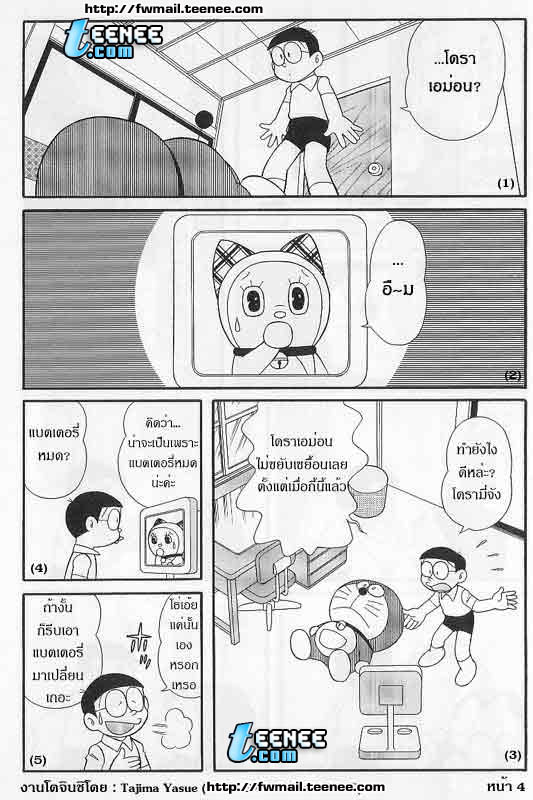 http://fwmail.teenee.com
TEENEE
.com
...โดรา
เอม่อน?
(1)
...
อื~ม
(2)
ทำยังไง
ดีหล่ะ?
โดรามี่จัง
โดราเอม่อน
ไม่ขยับเขยื้อนเลย
ตั้งแต่เมื่อกี้นี้แล้ว
(3)
คิดว่า...
น่าจะเป็นเพราะ
แบตเตอรี่หมด
น่ะค่ะ
แบตเตอรี่
หมด?
(4)
โธ่เอ้ย
แค่นั้น
เอง
หรอก
เหรอ
ถ้างั้น
ก็รีบเอา
แบตเตอรี่
มาเปลี่ยน
เถอะ
(5)
TEENEE
.com
งานโดจินชิโดย : Tajima Yasue (http://fwmail.teenee.com
หน้า 4